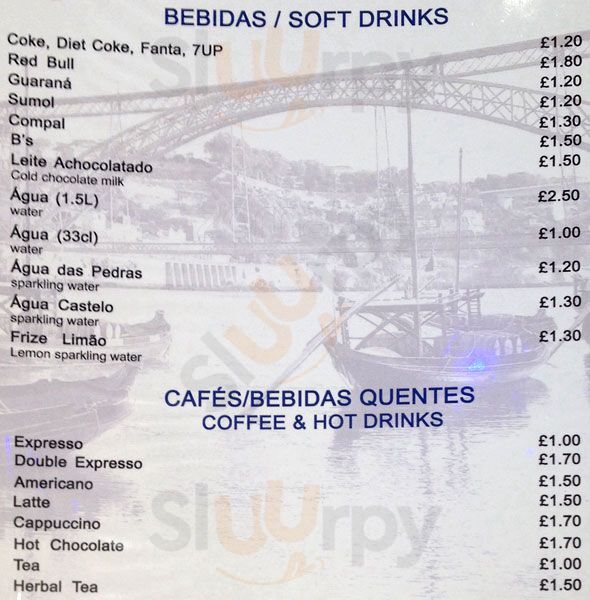 BEBIDAS / SOFT DRINKS
Coke, Diet Coke, Fanta, 7UP £1.20
Red Bull £1.80
Guaraná £1.20
Sumol £1.20
Compal £1.30
B's £1.50
Leite Achocolatado £1.50
Cold chocolate milk
Água (1.5L) £2.50
water
Água (33cl) £1.00
water
Água das Pedras £1.20
sparkling water
Água Castelo £1.30
sparkling water
Frize Limão £1.30
Lemon sparkling water
CAFÉS/BEBIDAS QUENTES
COFFEE & HOT DRINKS
Expresso £1.00
Double Expresso £1.70
Americano £1.50
Latte £1.50
Cappuccino £1.70
Hot Chocolate £1.70
Tea £1.00
Herbal Tea £1.50
Sluurpy
Sluurpy
Sluurpy